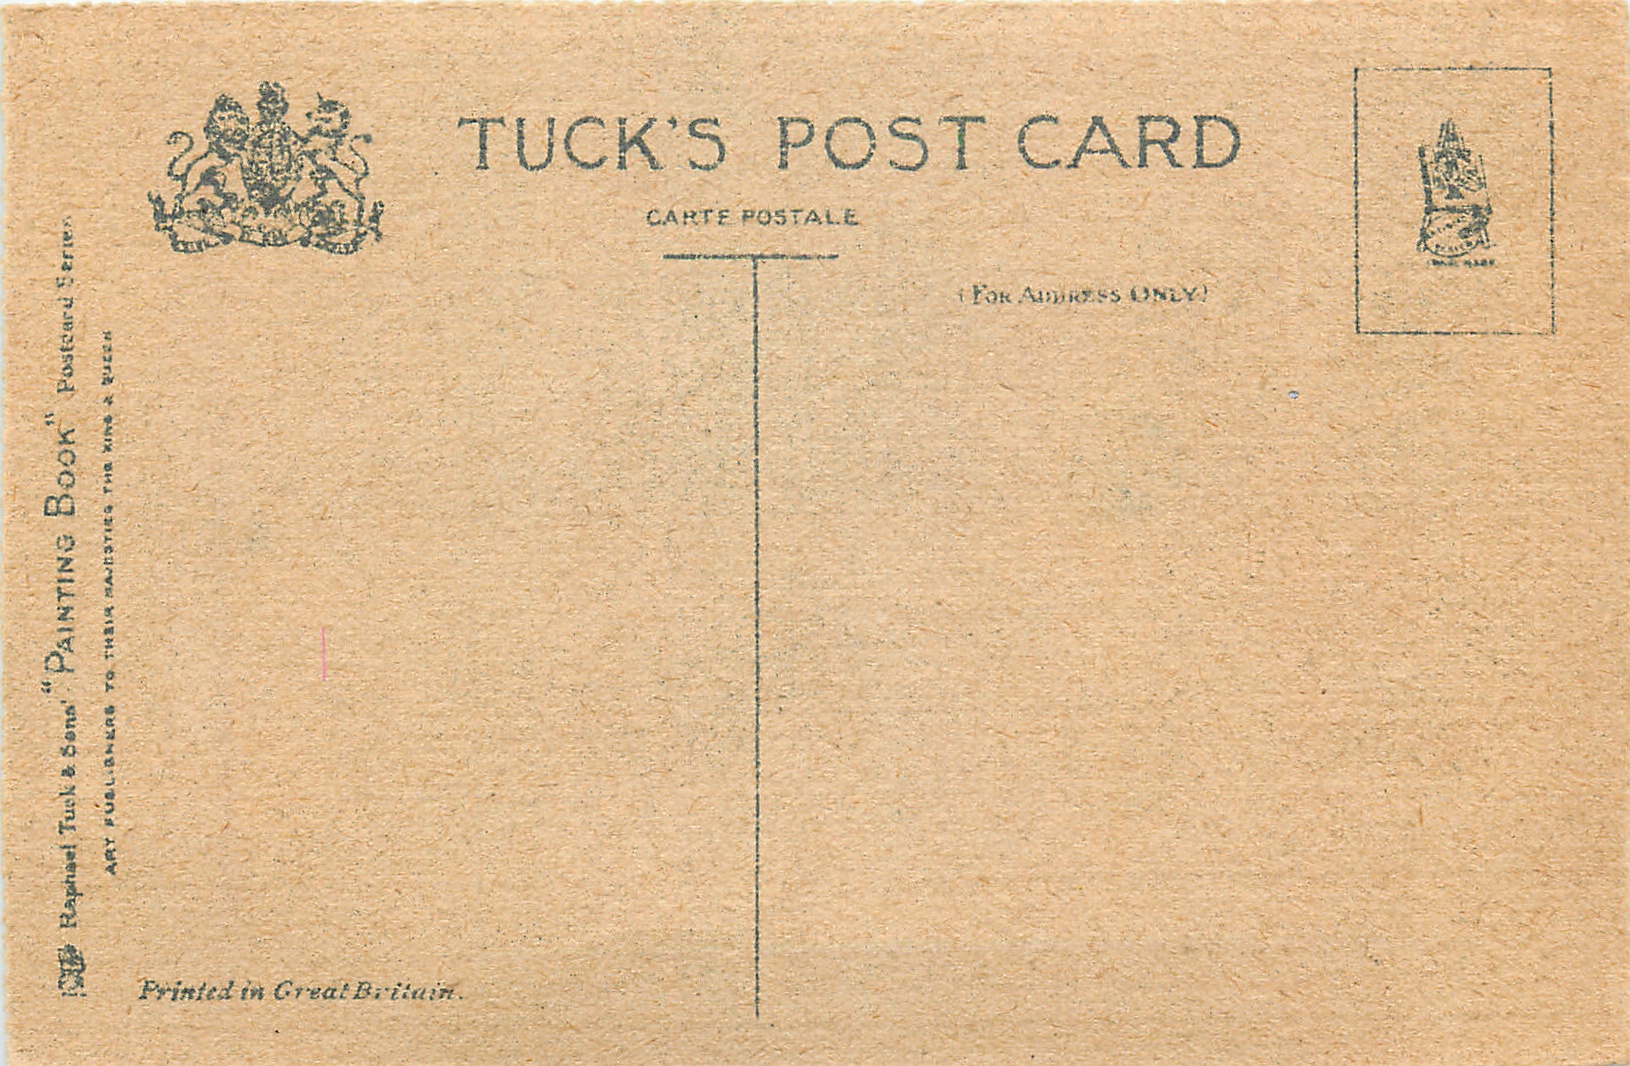 TUCK'S POST CARD
CARTE POSTALE
(FOR ADDRESS ONLY)
Raphael Tuck & Sons' "PAINTING BOOK" Postcard Series
ART PUBLISHERS TO THEIR MAJESTIES THE KING & QUEEN
Printed in Great Britain.